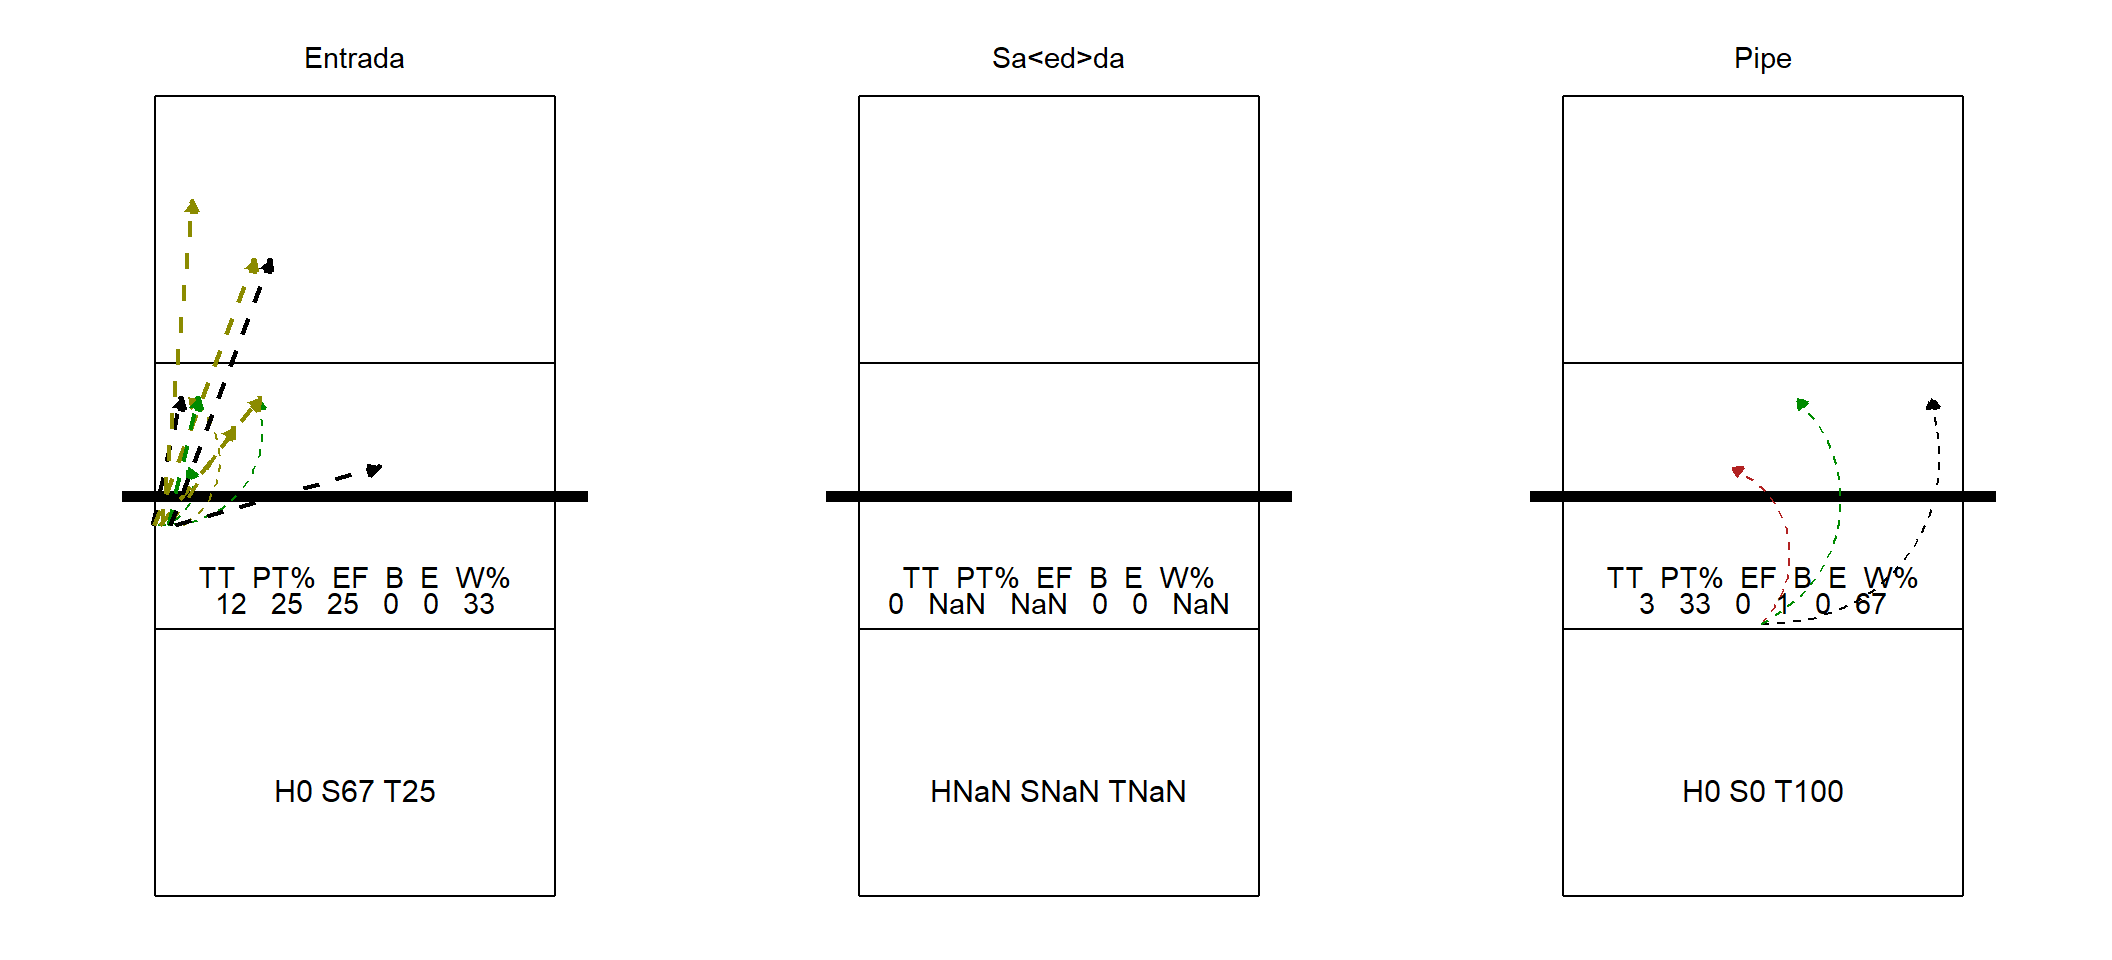 Entrada
TT PT% EF B E W%
12 25 25 0 0 33
H0 S67 T25
Sa<ed>da
TT PT% EF B E W%
0 NaN NaN 0 0 NaN
HNaN SNaN TNaN
Pipe
TT PT% EF B E W%
3 33 0 1 0 67
H0 S0 T100